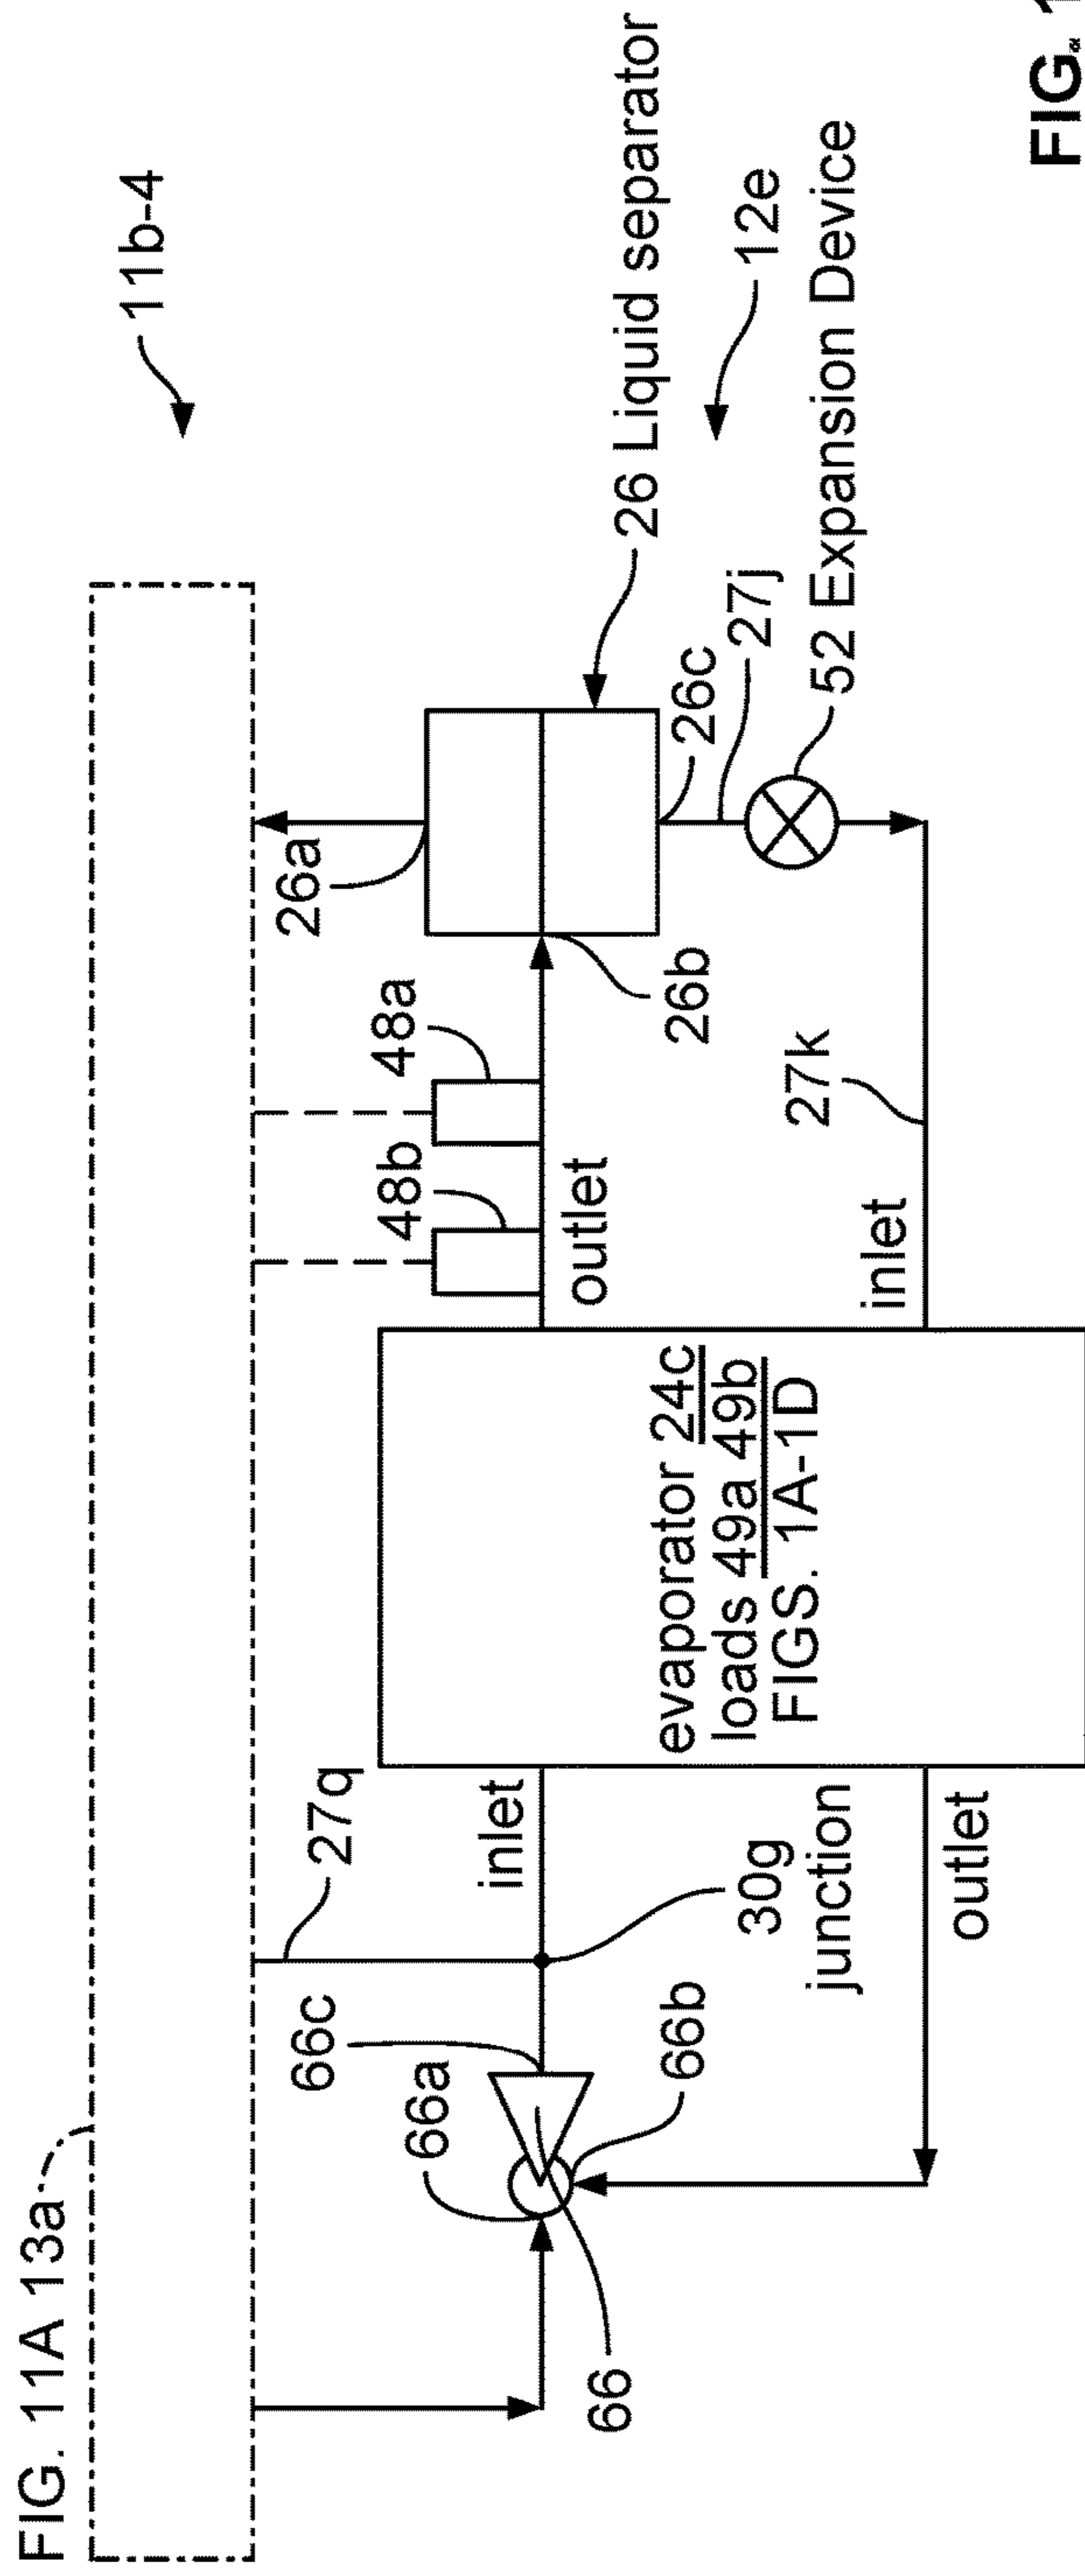 FIG. 11A 13a
11b-4
27q
66c
66a
66
66b
30g
junction
inlet
outlet
evaporator 24c
loads 49a 49b
FIGS. 1A-1D
48b
48a
outlet
inlet
27k
26a
26b
26c
27j
26 Liquid separator
12e
52 Expansion Device
FIG.